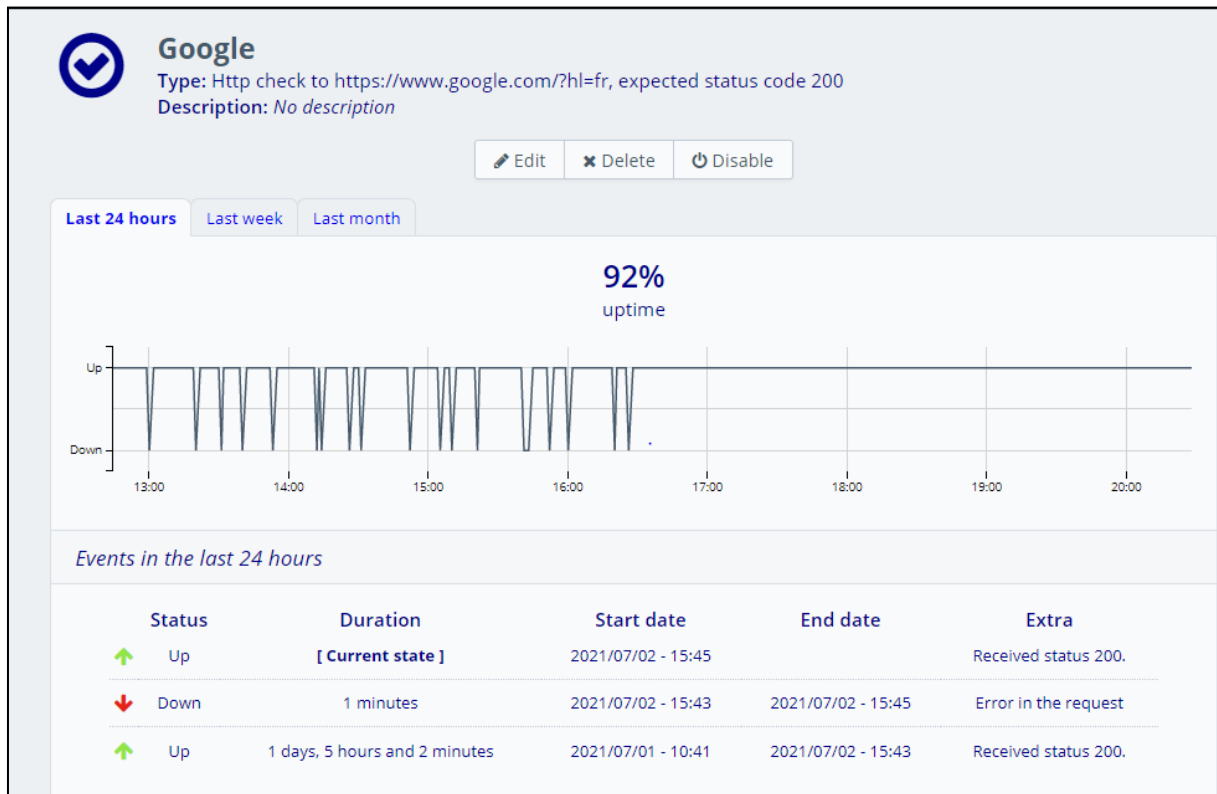 Google
Type: Http check to https://www.google.com/?hl=fr, expected status code 200
Description: No description
Edit Delete Disable
Last 24 hours Last week Last month
92%
uptime
Up
Down
13:00 14:00 15:00 16:00 17:00 18:00 19:00 20:00
Events in the last 24 hours
Status Duration Start date End date Extra
Up [ Current state ] 2021/07/02 - 15:45 Received status 200.
Down 1 minutes 2021/07/02 - 15:43 2021/07/02 - 15:45 Error in the request
Up 1 days, 5 hours and 2 minutes 2021/07/01 - 10:41 2021/07/02 - 15:43 Received status 200.